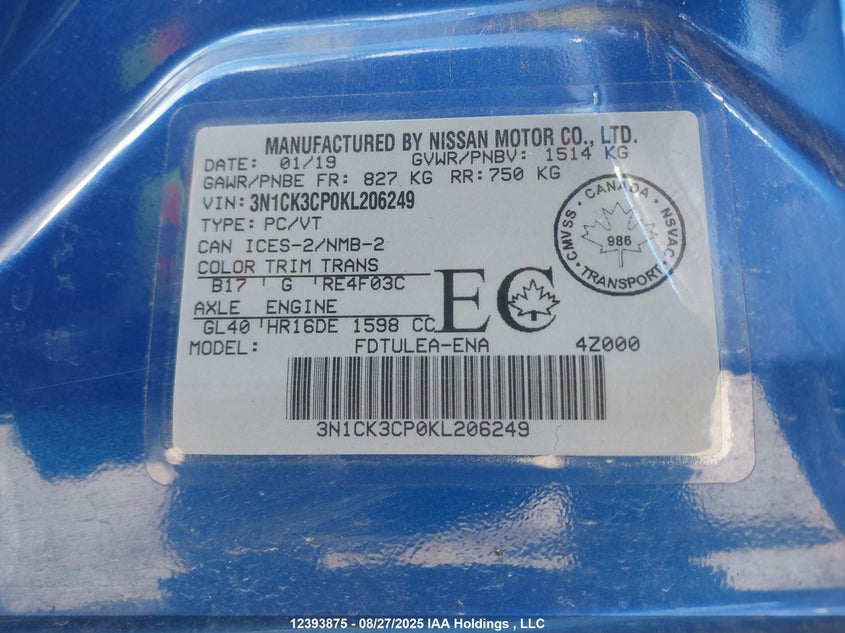 MANUFACTURED BY NISSAN MOTOR CO., LTD.
DATE: 01/19 GVWR/PNBV: 1514 KG
GAWR/PNBE FR: 827 KG RR: 750 KG
VIN: 3N1CK3CP0KL206249
TYPE: PC/VT
CAN ICES-2/NMB-2
COLOR TRIM TRANS
B17 G RE4F03C
AXLE ENGINE
GL40 HR16DE 1598 CC
EC
CANADA
CMVSS NSVAC
986
TRANSPORT
MODEL: FDTULEA-ENA 4Z000
3N1CK3CP0KL206249
12393875 - 08/27/2025 IAA Holdings , LLC